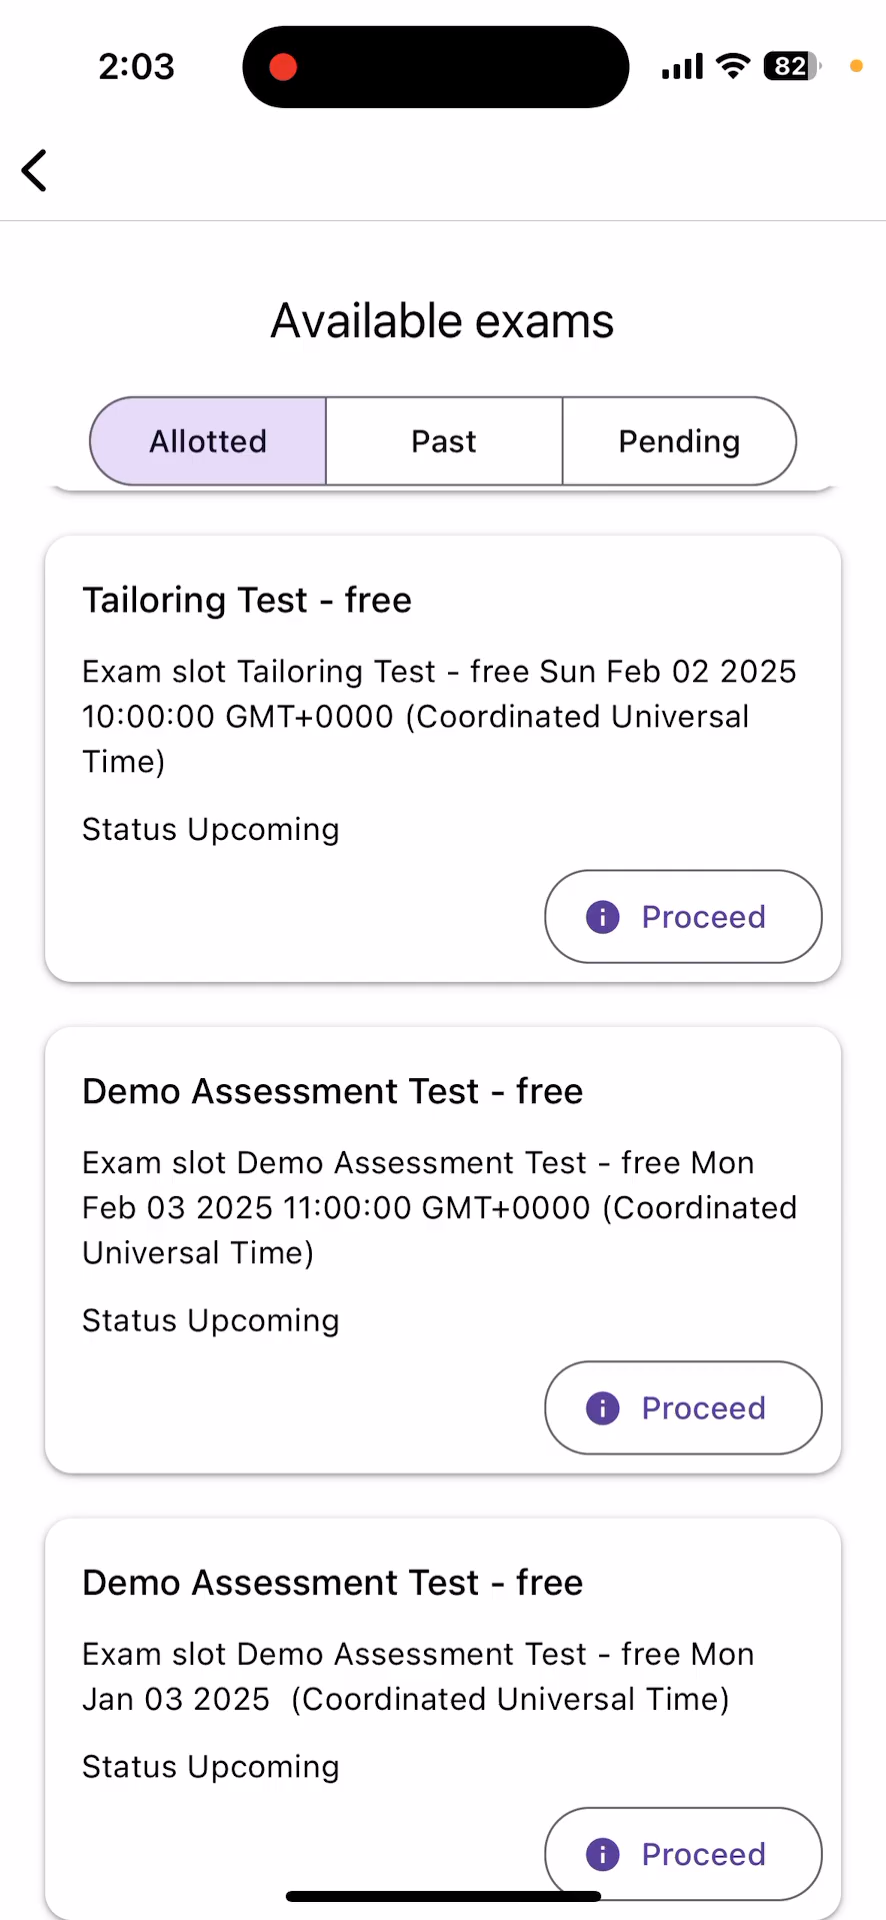 2:03
82
Available exams
Allotted
Past
Pending
Tailoring Test - free
Exam slot Tailoring Test - free Sun Feb 02 2025
10:00:00 GMT+0000 (Coordinated Universal
Time)
Status Upcoming
Proceed
Demo Assessment Test - free
Exam slot Demo Assessment Test - free Mon
Feb 03 2025 11:00:00 GMT+0000 (Coordinated
Universal Time)
Status Upcoming
Proceed
Demo Assessment Test - free
Exam slot Demo Assessment Test - free Mon
Jan 03 2025  (Coordinated Universal Time)
Status Upcoming
Proceed